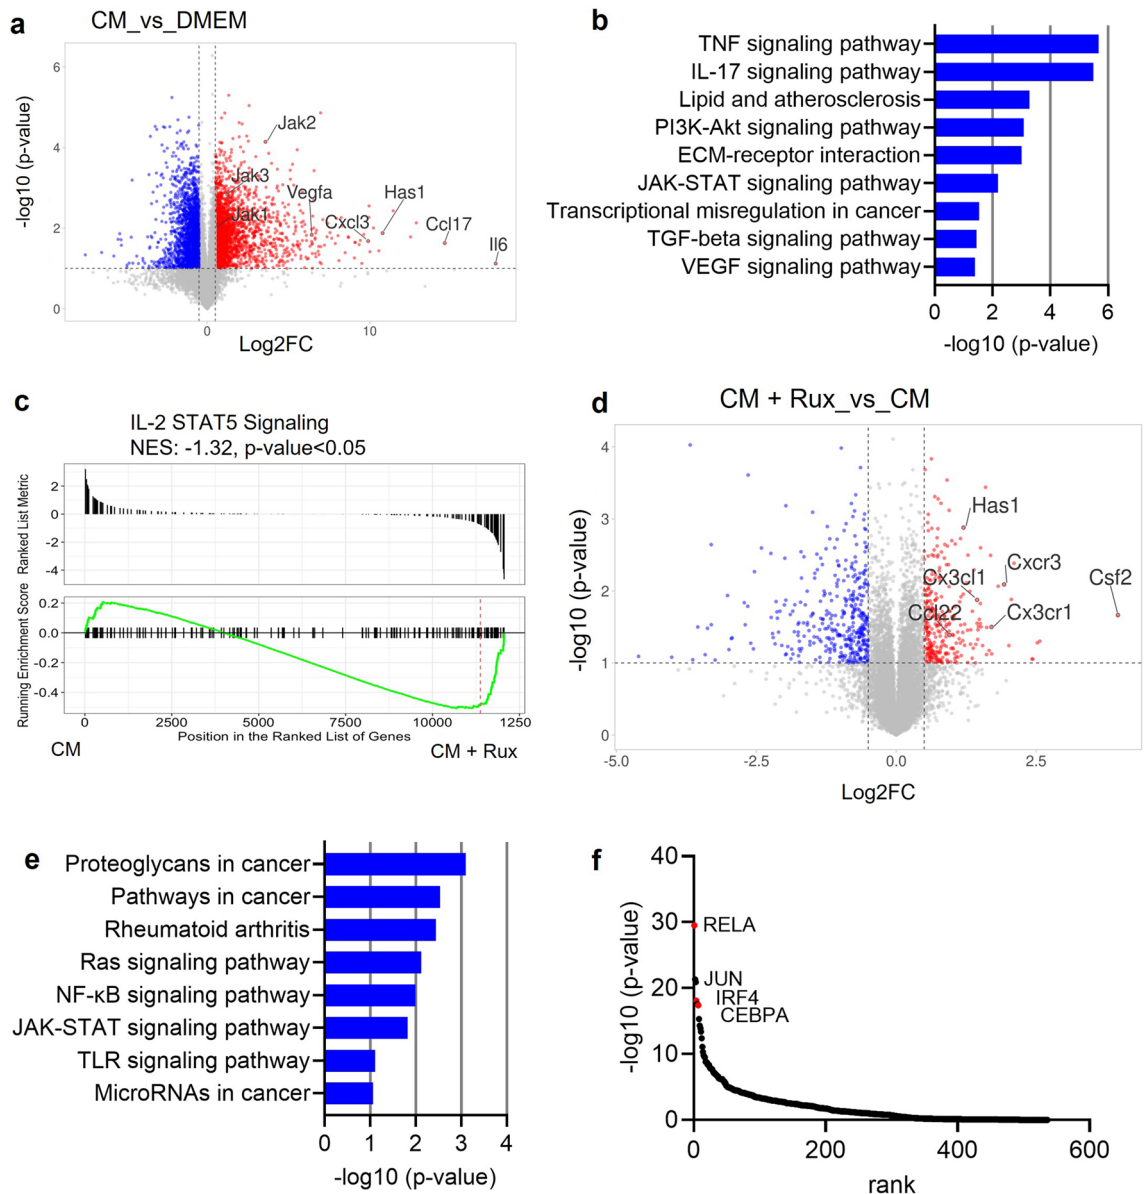 a
CM_vs_DMEM
-log10 (p-value)
6
4
2
0
Jak2
Jak3
Vegfa
Has1
Jak1
Cxcl3
Ccl17
Il6
0
10
Log2FC
b
TNF signaling pathway
IL-17 signaling pathway
Lipid and atherosclerosis
PI3K-Akt signaling pathway
ECM-receptor interaction
JAK-STAT signaling pathway
Transcriptional misregulation in cancer
TGF-beta signaling pathway
VEGF signaling pathway
0 2 4 6
-log10 (p-value)
c
IL-2 STAT5 Signaling
NES: -1.32, p-value<0.05
Ranked List Metric
2
0
-2
-4
Running Enrichment Score
0.2
0.0
-0.2
-0.4
0 2500 5000 7500 10000 12500
Position in the Ranked List of Genes
CM
CM + Rux
d
CM + Rux_vs_CM
-log10 (p-value)
4
3
2
1
0
Has1
Cxcr3
Cx3cl1
Csf2
Ccl22
Cx3cr1
-5.0 -2.5 0.0 2.5
Log2FC
e
Proteoglycans in cancer
Pathways in cancer
Rheumatoid arthritis
Ras signaling pathway
NF-κB signaling pathway
JAK-STAT signaling pathway
TLR signaling pathway
MicroRNAs in cancer
0 1 2 3 4
-log10 (p-value)
f
-log10 (p-value)
40
30
20
10
0
RELA
JUN
IRF4
CEBPA
0 200 400 600
rank